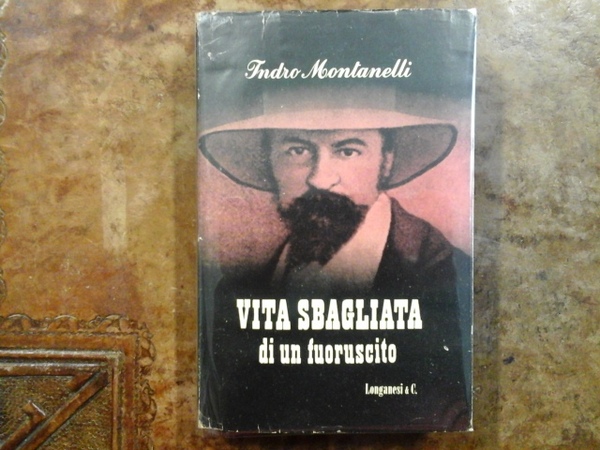 Indro Montanelli
VITA SBAGLIATA
di un fuoruscito
Longanesi & C.